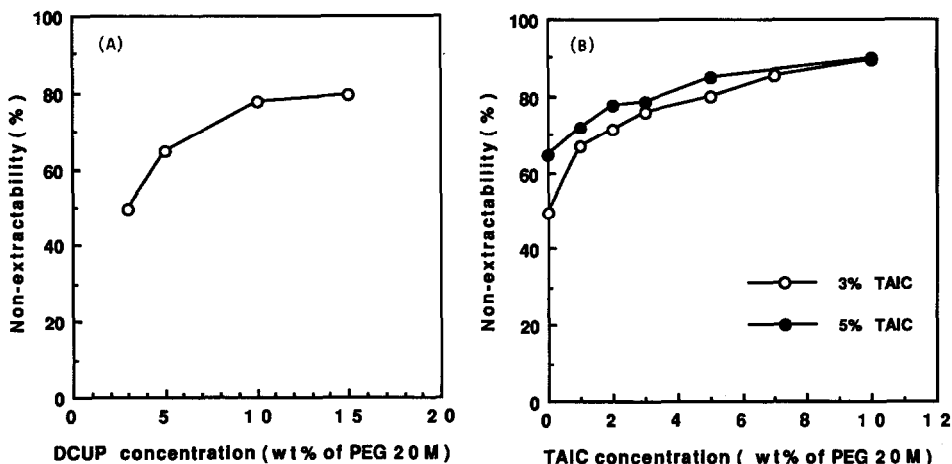 (A)
Non-extractability (%)
100
80
60
40
20
0
0 5 10 15 20
DCUP concentration (wt% of PEG 20M)
(B)
Non-extractability (%)
100
80
60
40
20
0
3% TAIC
5% TAIC
0 2 4 6 8 10 12
TAIC concentration ( wt% of PEG 20M)